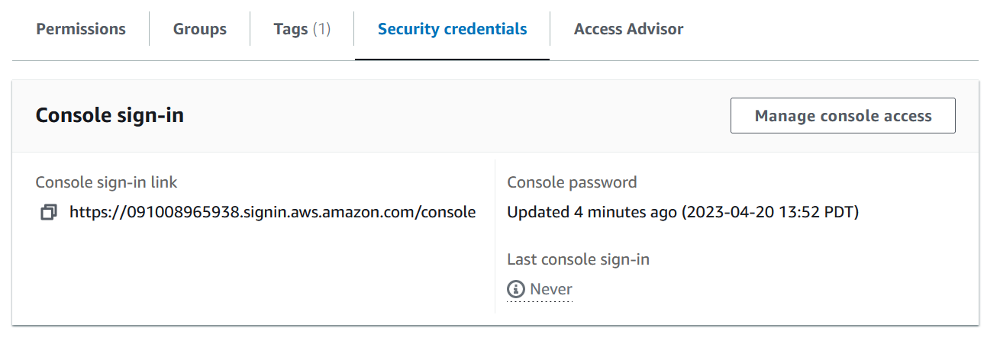 Permissions
Groups
Tags (1)
Security credentials
Access Advisor
Console sign-in
Manage console access
Console sign-in link
https://091008965938.signin.aws.amazon.com/console
Console password
Updated 4 minutes ago (2023-04-20 13:52 PDT)
Last console sign-in
Never